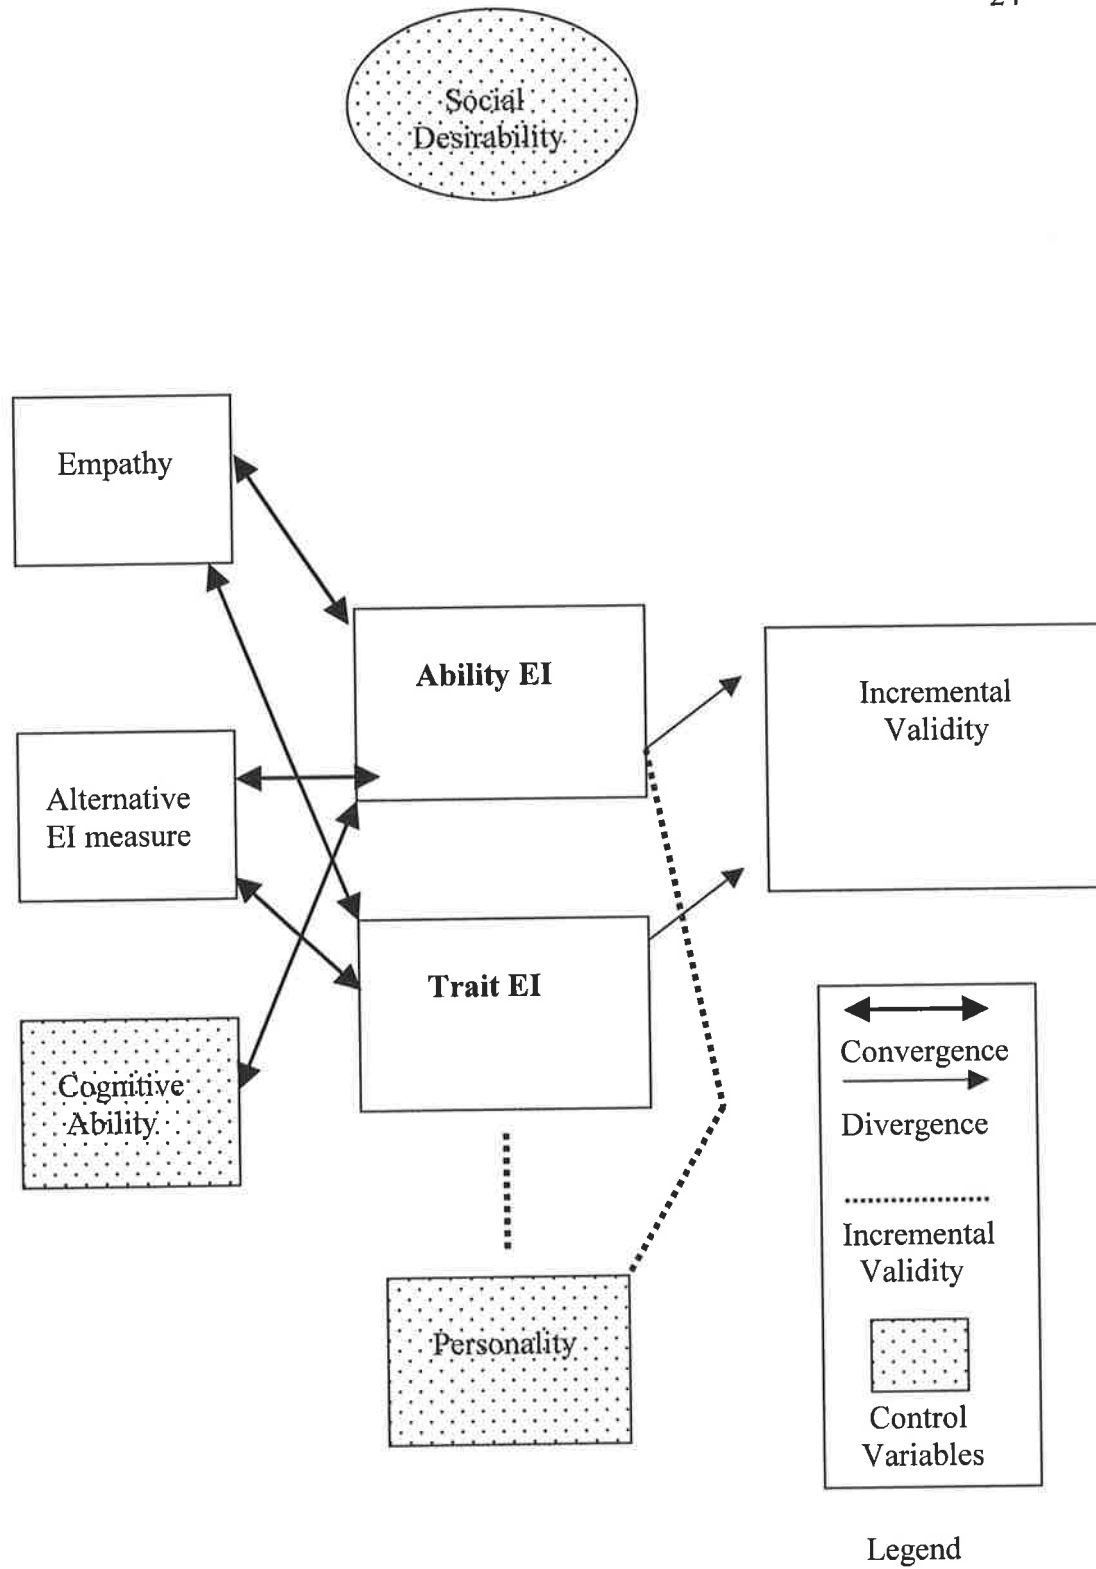 Social
Desirability
Empathy
Ability EI
Incremental
Validity
Alternative
EI measure
Trait EI
Cognitive
Ability
Personality
Convergence
Divergence
Incremental
Validity
Control
Variables
Legend